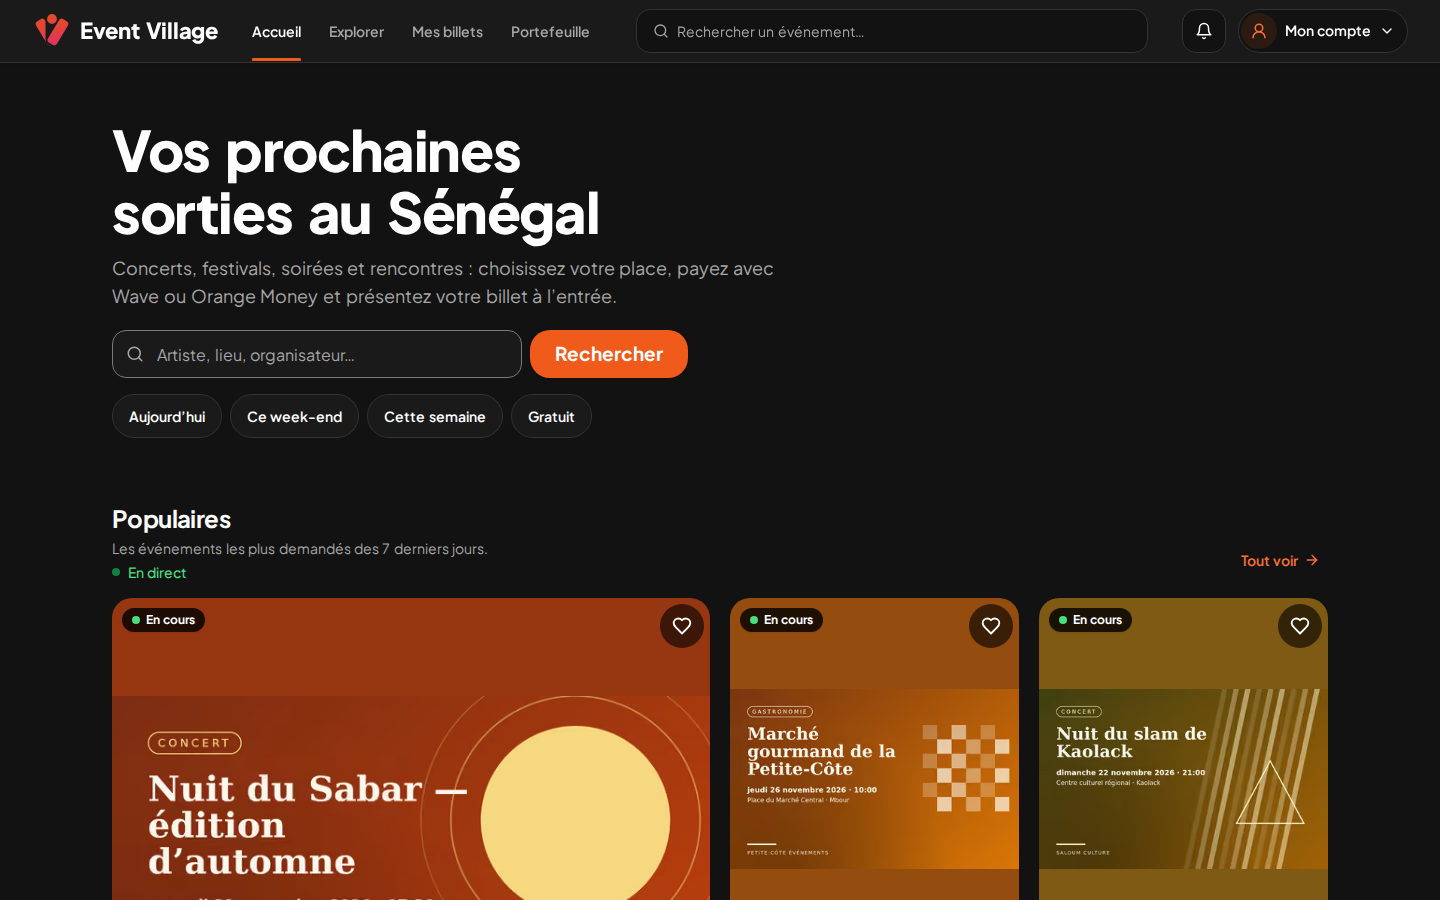 Event Village
Accueil
Explorer
Mes billets
Portefeuille
Rechercher un événement…
Mon compte
Vos prochaines
sorties au Sénégal
Concerts, festivals, soirées et rencontres : choisissez votre place, payez avec
Wave ou Orange Money et présentez votre billet à l’entrée.
Artiste, lieu, organisateur…
Rechercher
Aujourd’hui
Ce week-end
Cette semaine
Gratuit
Populaires
Les événements les plus demandés des 7 derniers jours.
En direct
Tout voir
En cours
CONCERT
Nuit du Sabar —
édition
d’automne
En cours
GASTRONOMIE
Marché
gourmand de la
Petite-Côte
jeudi 26 novembre 2026 · 10:00
Place du Marché Central · Mbour
PETITE-CÔTE ÉVÉNEMENTS
En cours
CONCERT
Nuit du slam de
Kaolack
dimanche 22 novembre 2026 · 21:00
Centre culturel régional · Kaolack
SALOUM CULTURE